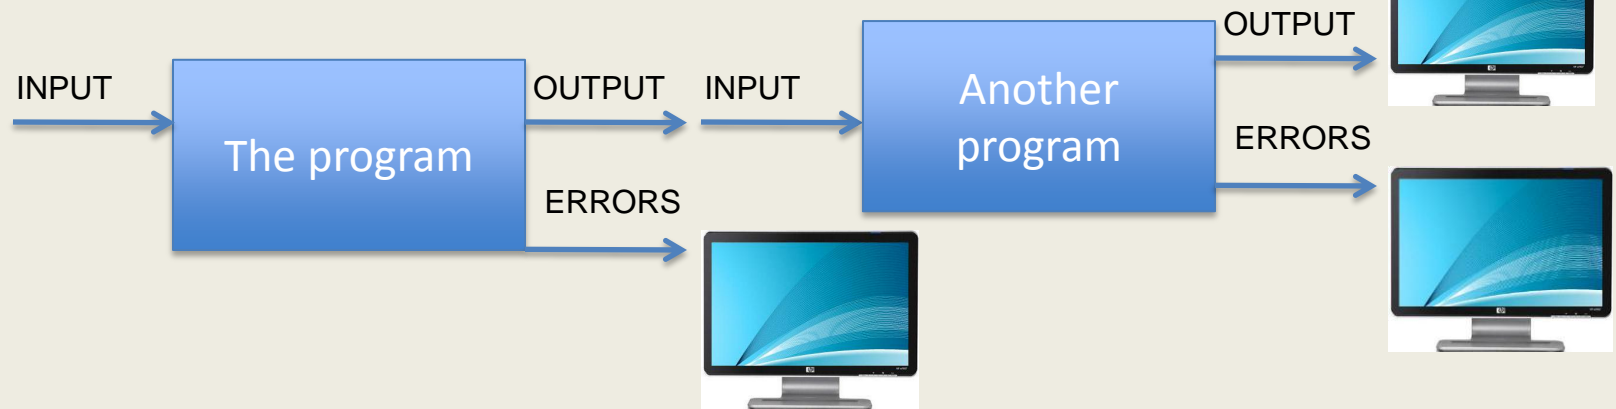 INPUT
The program
OUTPUT
ERRORS
INPUT
Another
program
OUTPUT
ERRORS